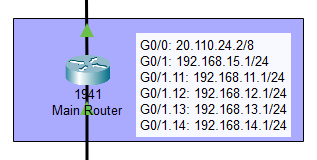 1941
Main Router
G0/0: 20.110.24.2/8
G0/1: 192.168.15.1/24
G0/1.11: 192.168.11.1/24
G0/1.12: 192.168.12.1/24
G0/1.13: 192.168.13.1/24
G0/1.14: 192.168.14.1/24